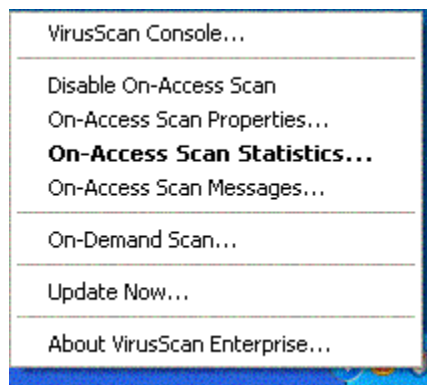 VirusScan Console...
Disable On-Access Scan
On-Access Scan Properties...
On-Access Scan Statistics...
On-Access Scan Messages...
On-Demand Scan...
Update Now...
About VirusScan Enterprise...